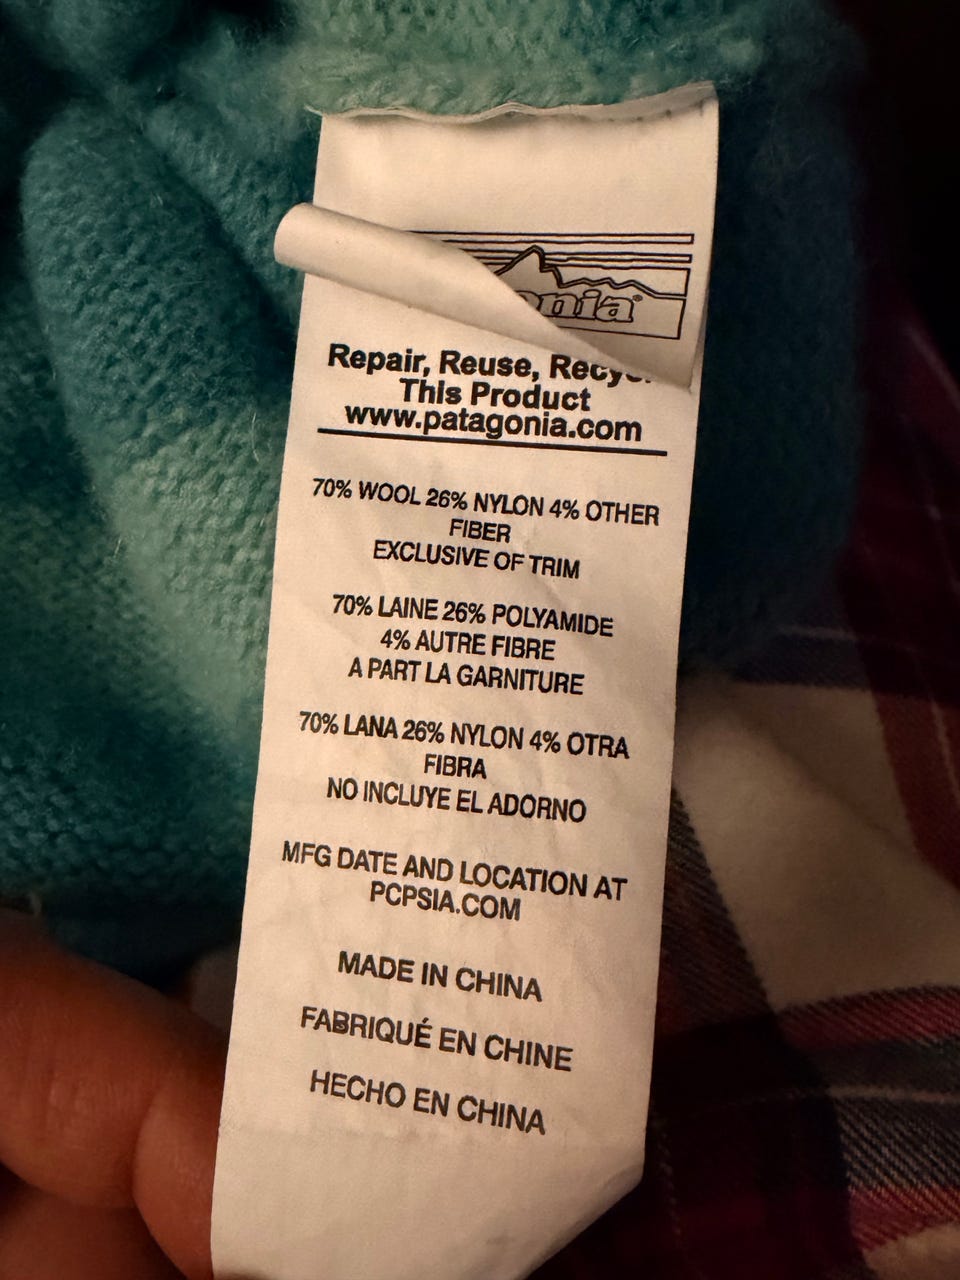 onia®
Repair, Reuse,
This Product
www.patagonia.com
70% WOOL 26% NYLON 4% OTHER
FIBER
EXCLUSIVE OF TRIM
70% LAINE 26% POLYAMIDE
4% AUTRE FIBRE
A PART LA GARNITURE
70% LANA 26% NYLON 4% OTRA
FIBRA
NO INCLUYE EL ADORNO
MFG DATE AND LOCATION AT
PCPSIA.COM
MADE IN CHINA
FABRIQUÉ EN CHINE
HECHO EN CHINA